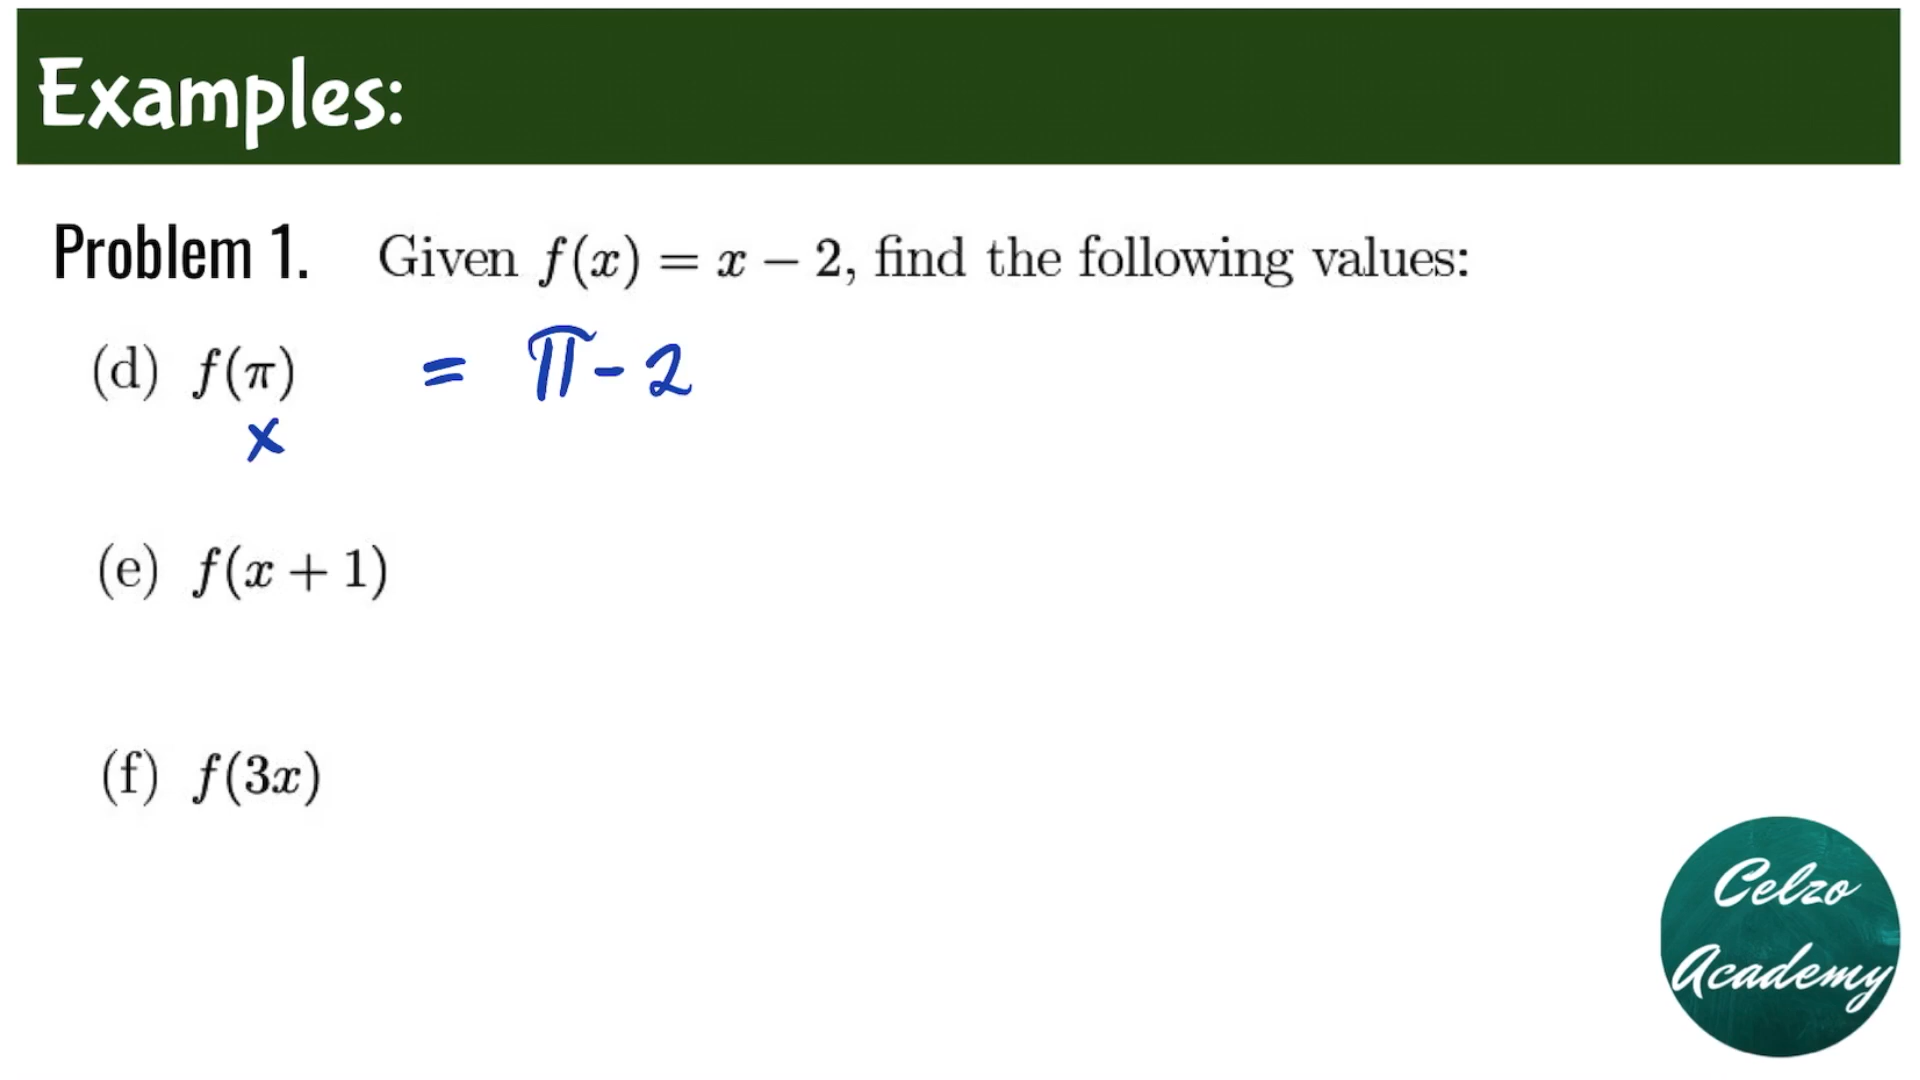 Examples:
Problem 1. Given f(x) = x − 2, find the following values:
(d) f(π) = π - 2
x
(e) f(x + 1)
(f) f(3x)
Celzo
Academy